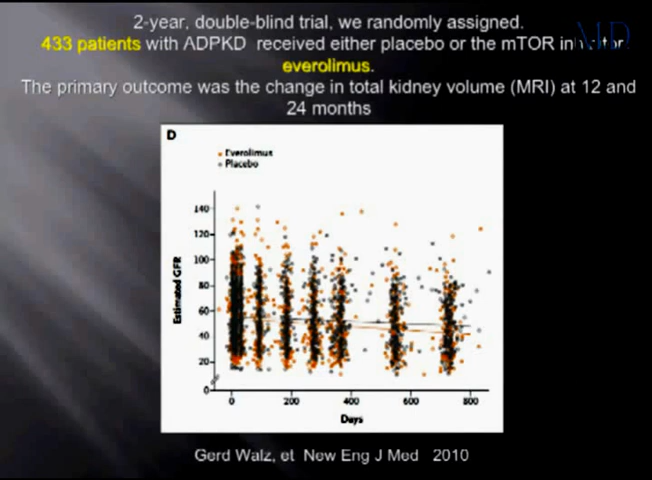 2-year, double-blind trial, we randomly assigned.
433 patients with ADPKD received either placebo or the mTOR inhibitor
everolimus.
The primary outcome was the change in total kidney volume (MRI) at 12 and
24 months
MD
D
Everolimus
Placebo
Estimated GFR
140
120
100
80
60
40
20
0
0 200 400 600 800
Days
Gerd Walz, et New Eng J Med 2010